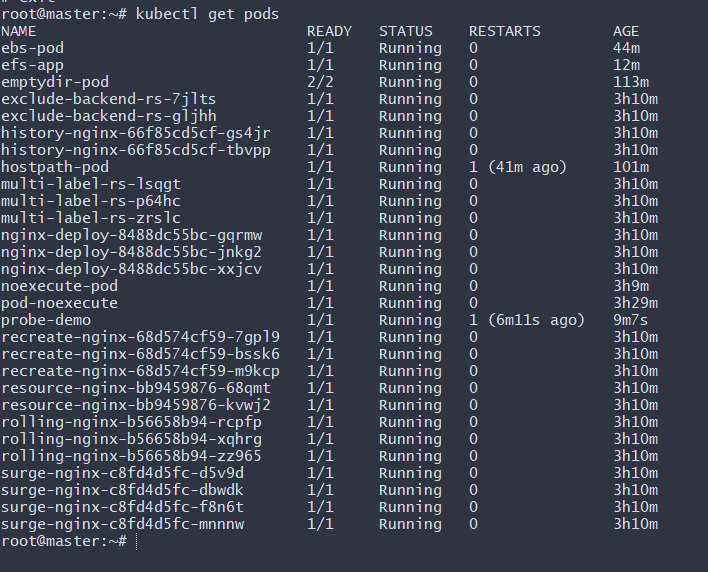 root@master:~# kubectl get pods
NAME READY STATUS RESTARTS AGE
ebs-pod 1/1 Running 0 44m
efs-app 1/1 Running 0 12m
emptydir-pod 2/2 Running 0 113m
exclude-backend-rs-7jlts 1/1 Running 0 3h10m
exclude-backend-rs-gljhh 1/1 Running 0 3h10m
history-nginx-66f85cd5cf-gs4jr 1/1 Running 0 3h10m
history-nginx-66f85cd5cf-tbvpp 1/1 Running 0 3h10m
hostpath-pod 1/1 Running 1 (41m ago) 101m
multi-label-rs-lsqgt 1/1 Running 0 3h10m
multi-label-rs-p64hc 1/1 Running 0 3h10m
multi-label-rs-zrslc 1/1 Running 0 3h10m
nginx-deploy-8488dc55bc-gqrmw 1/1 Running 0 3h10m
nginx-deploy-8488dc55bc-jnkg2 1/1 Running 0 3h10m
nginx-deploy-8488dc55bc-xxjcv 1/1 Running 0 3h10m
noexecute-pod 1/1 Running 0 3h9m
pod-noexecute 1/1 Running 0 3h29m
probe-demo 1/1 Running 1 (6m11s ago) 9m7s
recreate-nginx-68d574cf59-7gpl9 1/1 Running 0 3h10m
recreate-nginx-68d574cf59-bssk6 1/1 Running 0 3h10m
recreate-nginx-68d574cf59-m9kcp 1/1 Running 0 3h10m
resource-nginx-bb9459876-68qmt 1/1 Running 0 3h10m
resource-nginx-bb9459876-kvwj2 1/1 Running 0 3h10m
rolling-nginx-b56658b94-rcpfp 1/1 Running 0 3h10m
rolling-nginx-b56658b94-xqhrg 1/1 Running 0 3h10m
rolling-nginx-b56658b94-zz965 1/1 Running 0 3h10m
surge-nginx-c8fd4d5fc-d5v9d 1/1 Running 0 3h10m
surge-nginx-c8fd4d5fc-dbwdk 1/1 Running 0 3h10m
surge-nginx-c8fd4d5fc-f8n6t 1/1 Running 0 3h10m
surge-nginx-c8fd4d5fc-mnnnw 1/1 Running 0 3h10m
root@master:~#